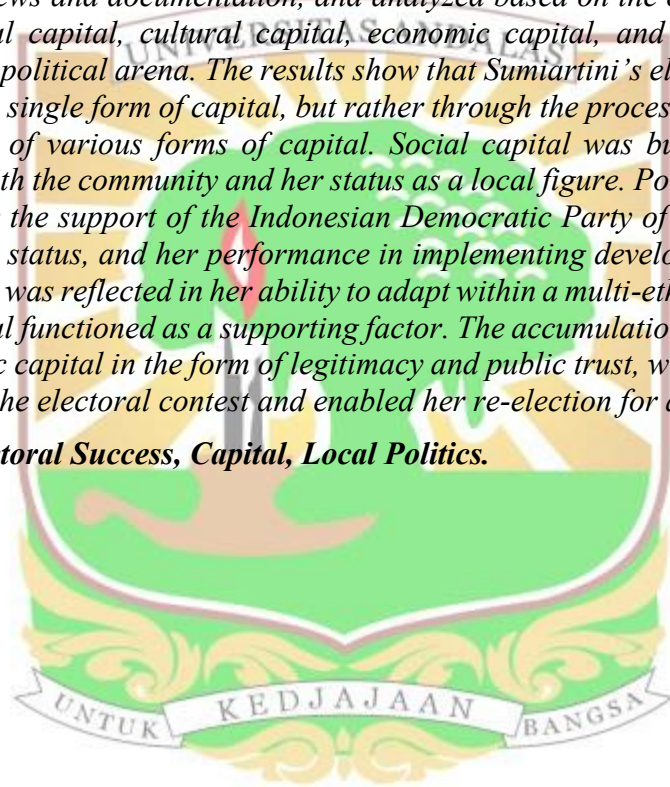 ws and documentation, and analyzed based on the
l capital, cultural capital, economic capital, and
UNIVERSITAS ANDALAS
political arena. The results show that Sumiartini's el
single form of capital, but rather through the proces
of various forms of capital. Social capital was bu
th the community and her status as a local figure. Po
the support of the Indonesian Democratic Party of
status, and her performance in implementing develo
was reflected in her ability to adapt within a multi-et
l functioned as a supporting factor. The accumulatio
c capital in the form of legitimacy and public trust, w
he electoral contest and enabled her re-election for
toral Success, Capital, Local Politics.
UNTUK KEDJAJAAN BANGSA